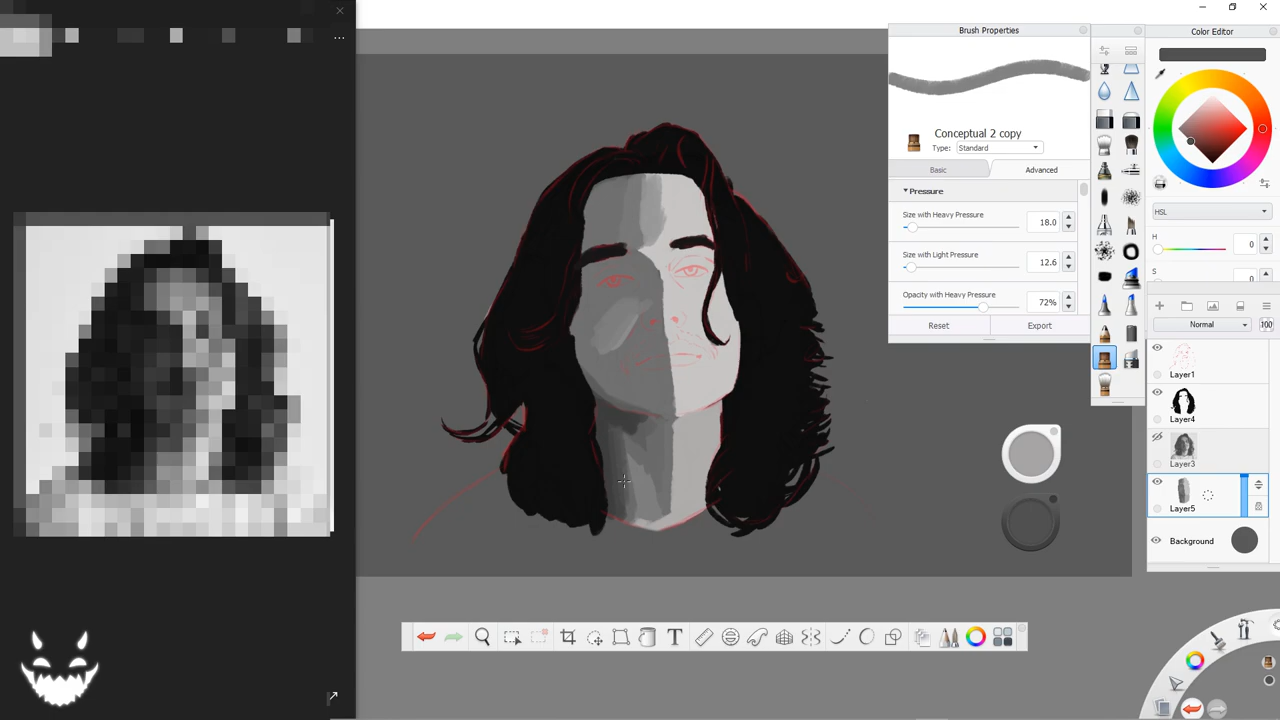 Brush Properties
Color Editor
Conceptual 2 copy
Type: Standard
Basic
Advanced
Pressure
Size with Heavy Pressure
18.0
Size with Light Pressure
12.6
Opacity with Heavy Pressure
72%
Reset
Export
HSL
H
0
S
0
Normal
100
Layer1
Layer4
Layer3
Layer5
Background
T